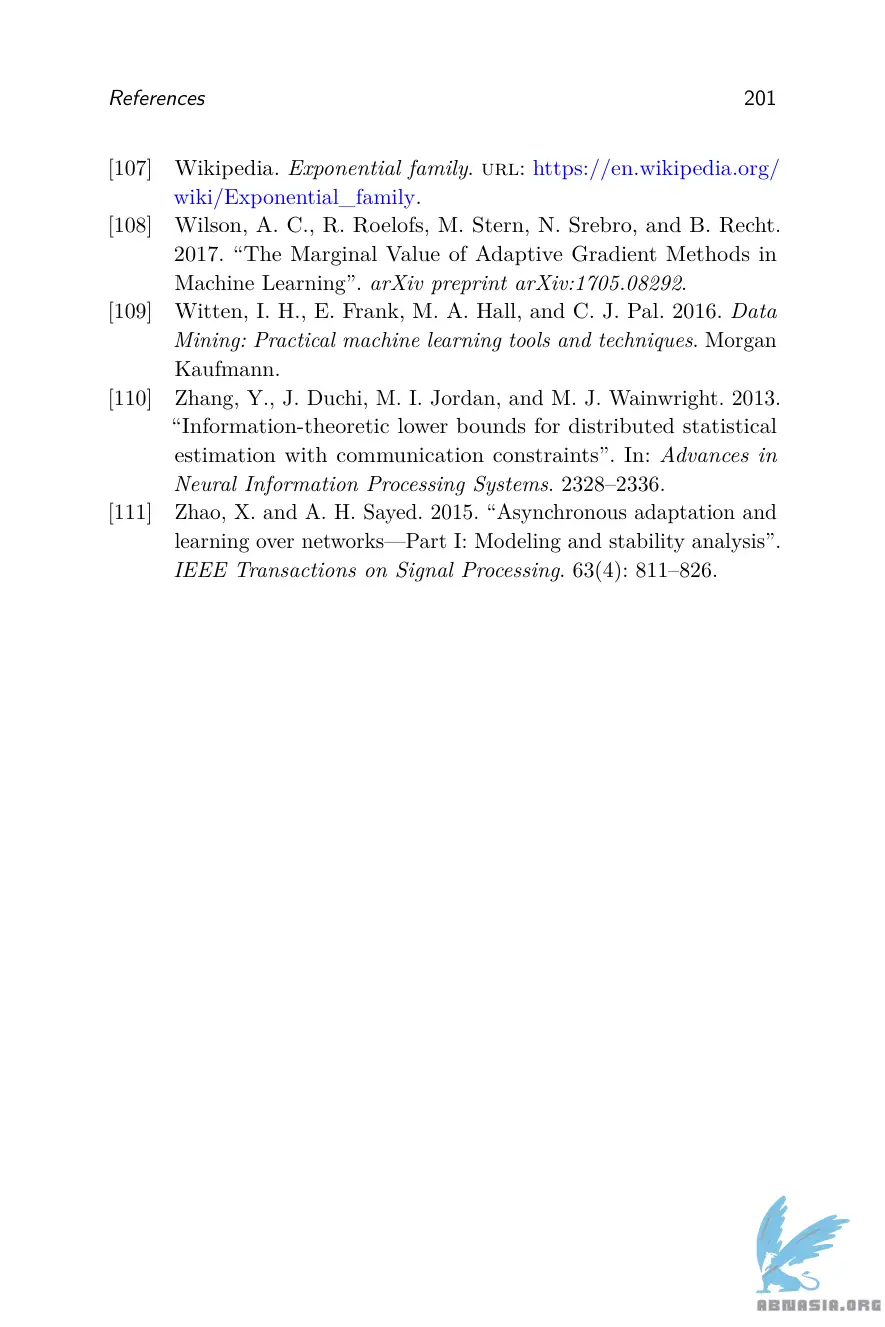 References 201
[107] Wikipedia. Exponential family. URL: https://en.wikipedia.org/
wiki/Exponential_family.
[108] Wilson, A. C., R. Roelofs, M. Stern, N. Srebro, and B. Recht.
2017. “The Marginal Value of Adaptive Gradient Methods in
Machine Learning”. arXiv preprint arXiv:1705.08292.
[109] Witten, I. H., E. Frank, M. A. Hall, and C. J. Pal. 2016. Data
Mining: Practical machine learning tools and techniques. Morgan
Kaufmann.
[110] Zhang, Y., J. Duchi, M. I. Jordan, and M. J. Wainwright. 2013.
“Information-theoretic lower bounds for distributed statistical
estimation with communication constraints”. In: Advances in
Neural Information Processing Systems. 2328–2336.
[111] Zhao, X. and A. H. Sayed. 2015. “Asynchronous adaptation and
learning over networks—Part I: Modeling and stability analysis”.
IEEE Transactions on Signal Processing. 63(4): 811–826.
ABNASIA.ORG